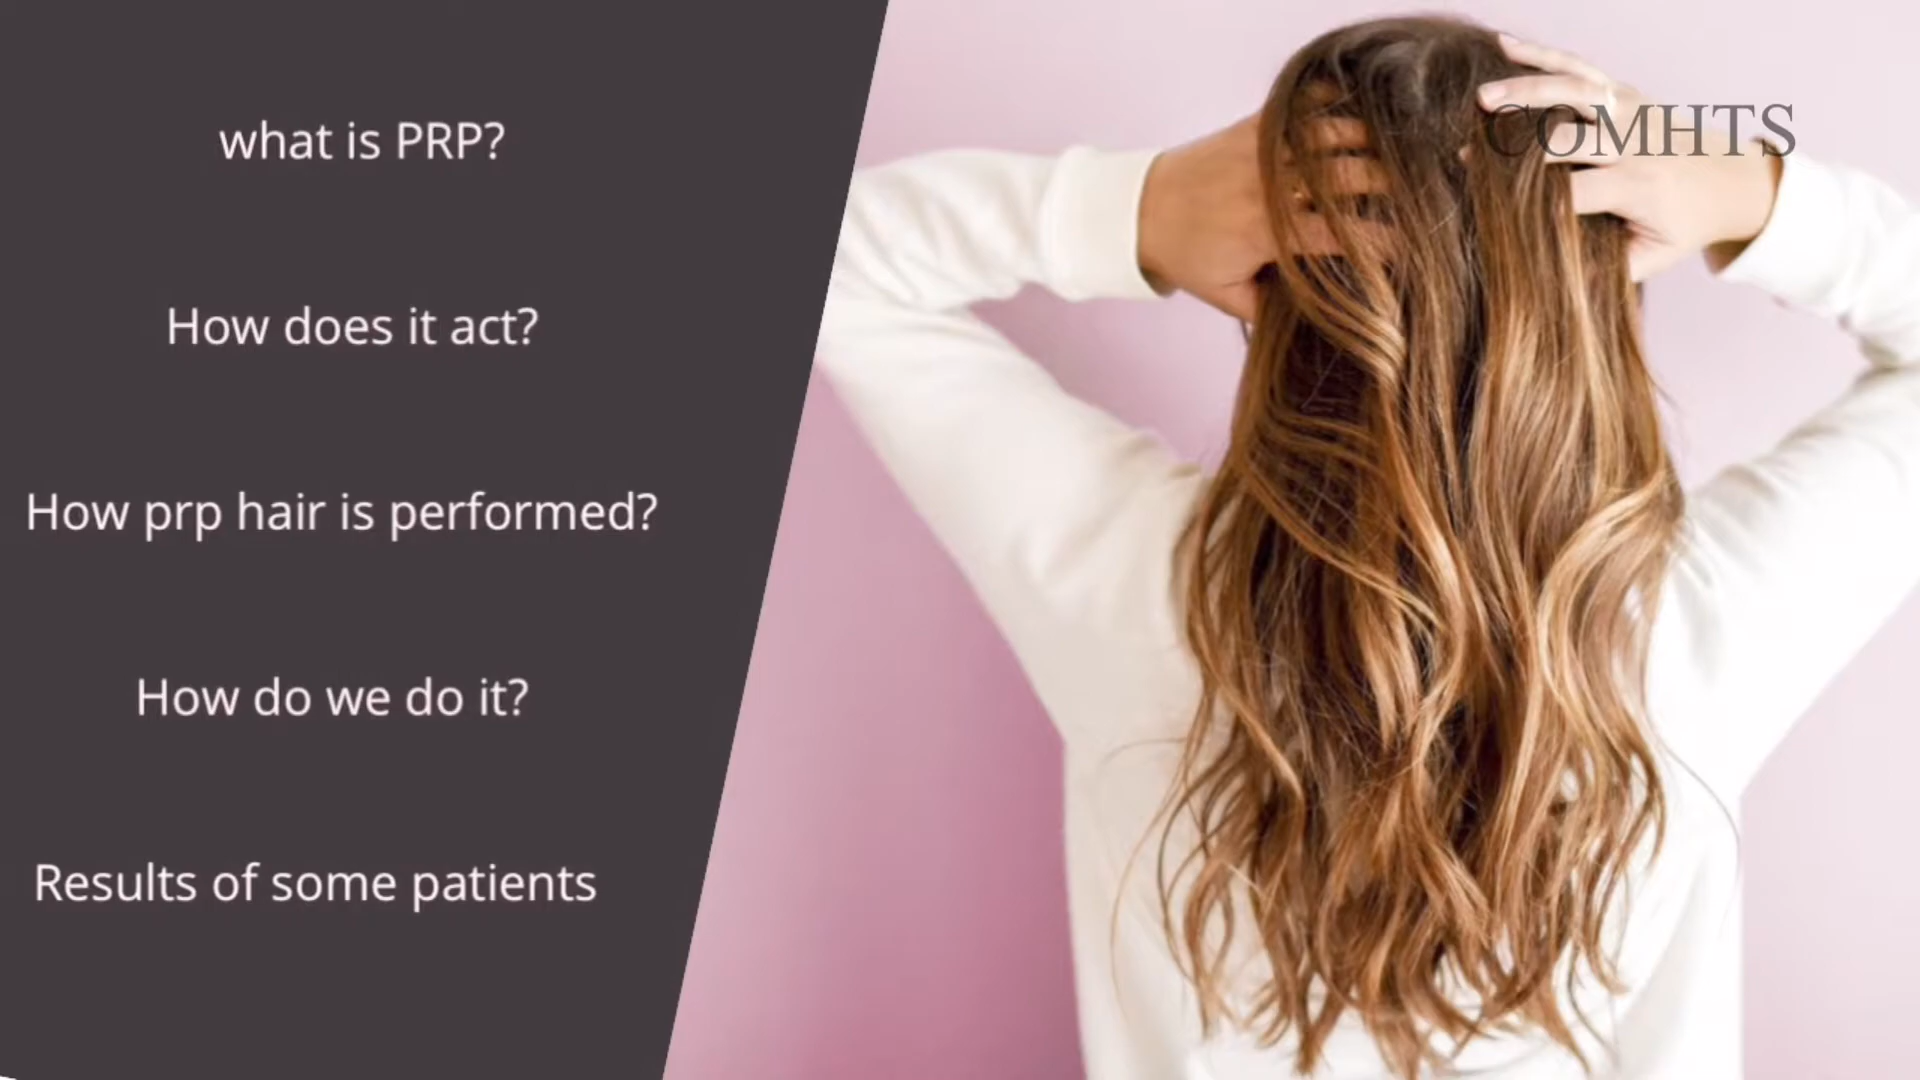 what is PRP?
COMHTS
How does it act?
How prp hair is performed?
How do we do it?
Results of some patients